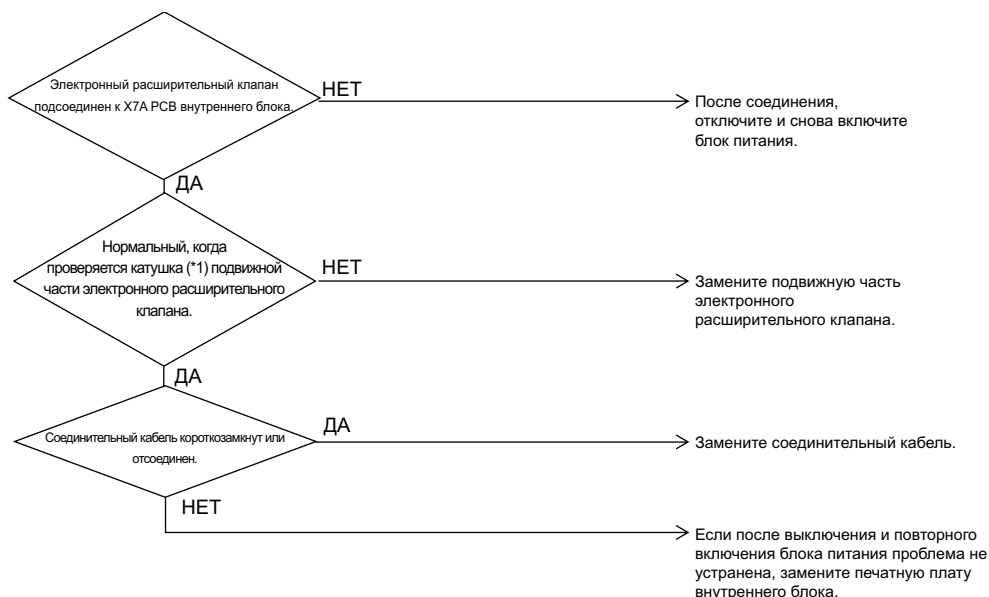 Электронный расширительный клапан
подсоединен к X7A PCB внутреннего блока.
НЕТ
После соединения,
отключите и снова включите
блок питания.
ДА
Нормальный, когда
проверяется катушка (*1) подвижной
части электронного расширительного
клапана.
НЕТ
Замените подвижную часть
электронного
расширительного клапана.
ДА
Соединительный кабель короткозамкнут или
отсоединен.
ДА
Замените соединительный кабель.
НЕТ
Если после выключения и повторного
включения блока питания проблема не
устранена, замените печатную плату
внутреннего блока.